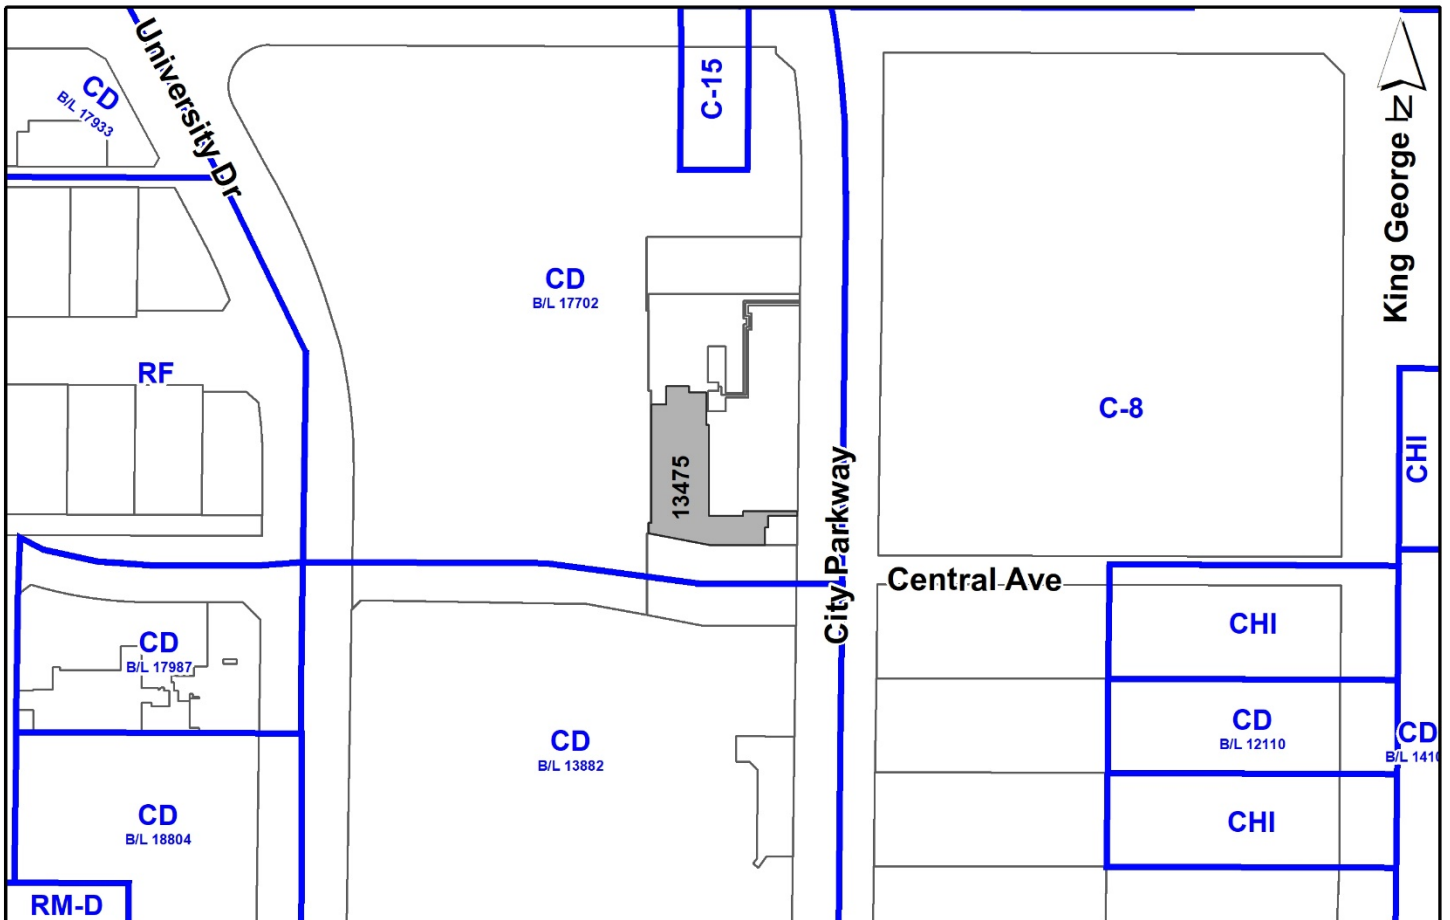 University Dr
CD
B/L 17933
C-15
King George
N
CD
B/L 17702
RF
C-8
CHI
13475
City Parkway
Central Ave
CD
B/L 17987
CHI
CD
B/L 13882
CD
B/L 12110
CD
B/L 1410
CD
B/L 18804
CHI
RM-D